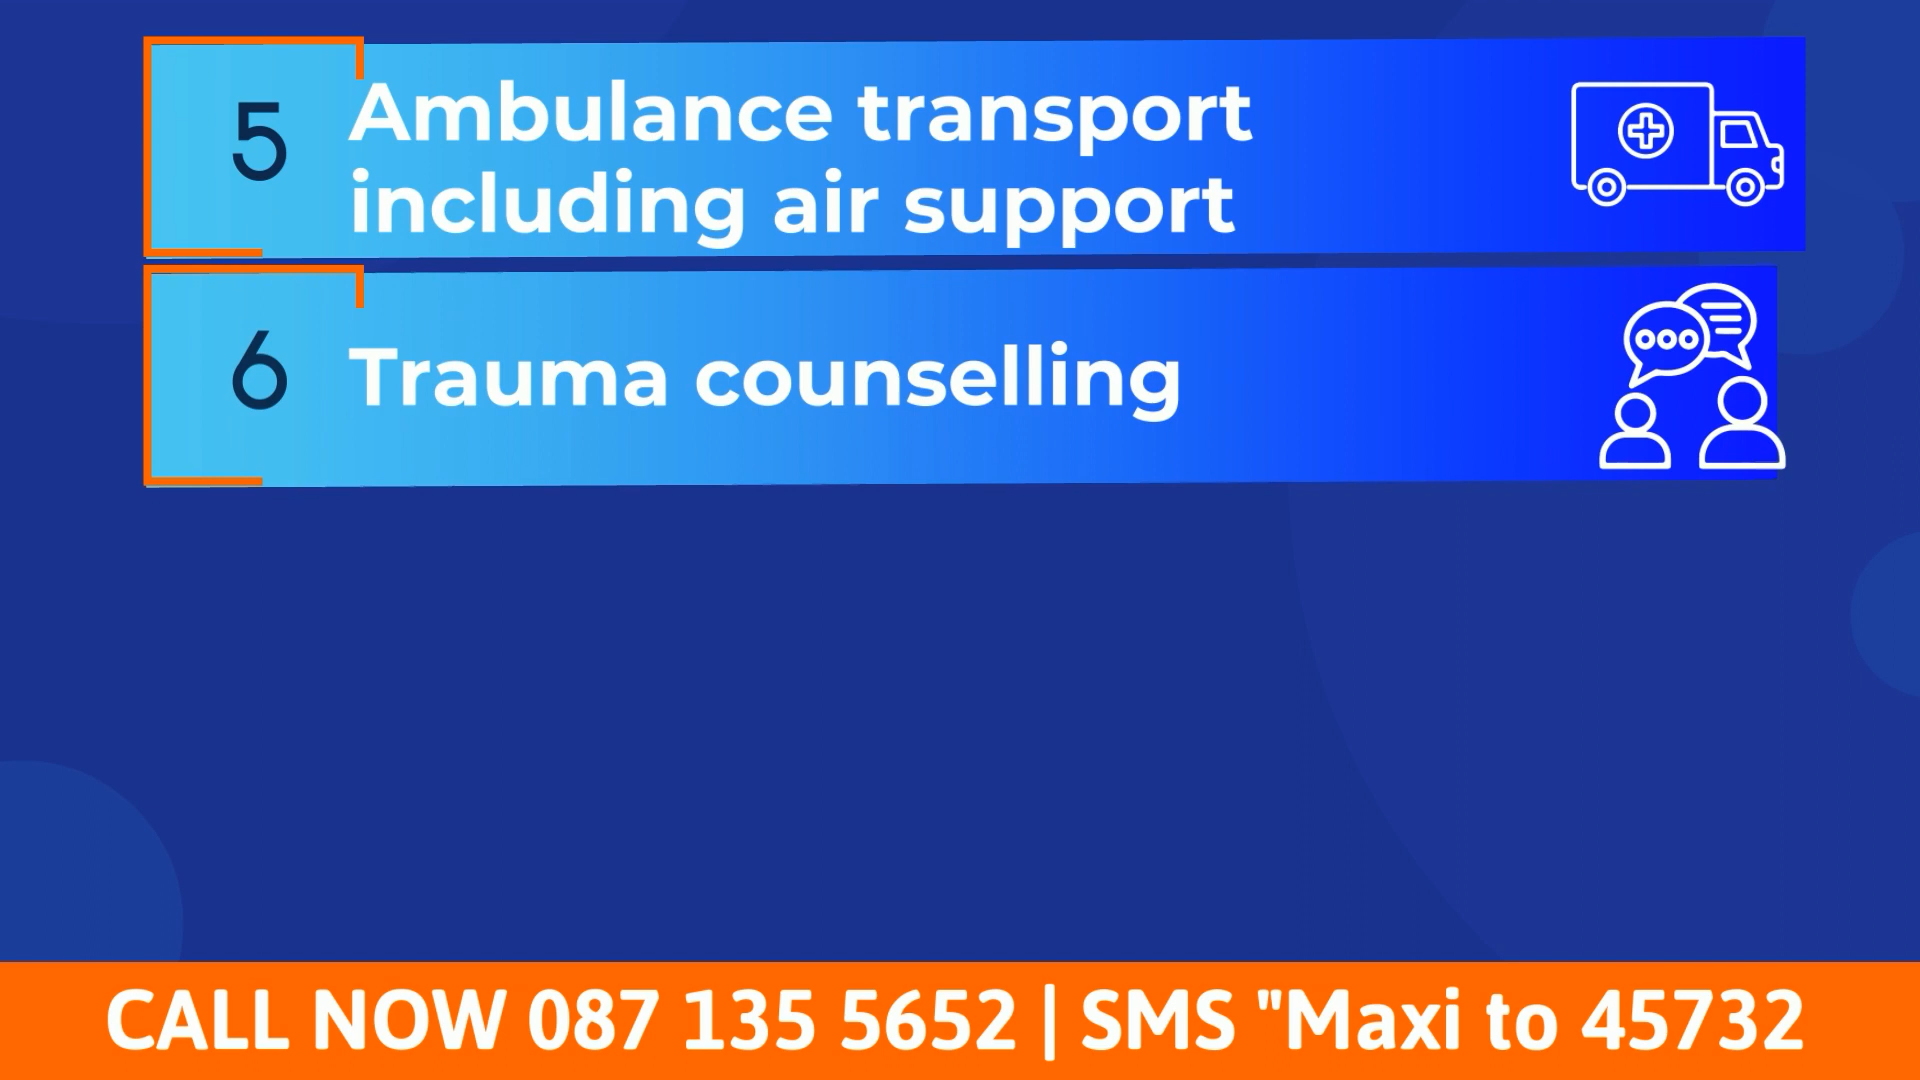 5
Ambulance transport
including air support
6
Trauma counselling
CALL NOW 087 135 5652 | SMS "Maxi to 45732